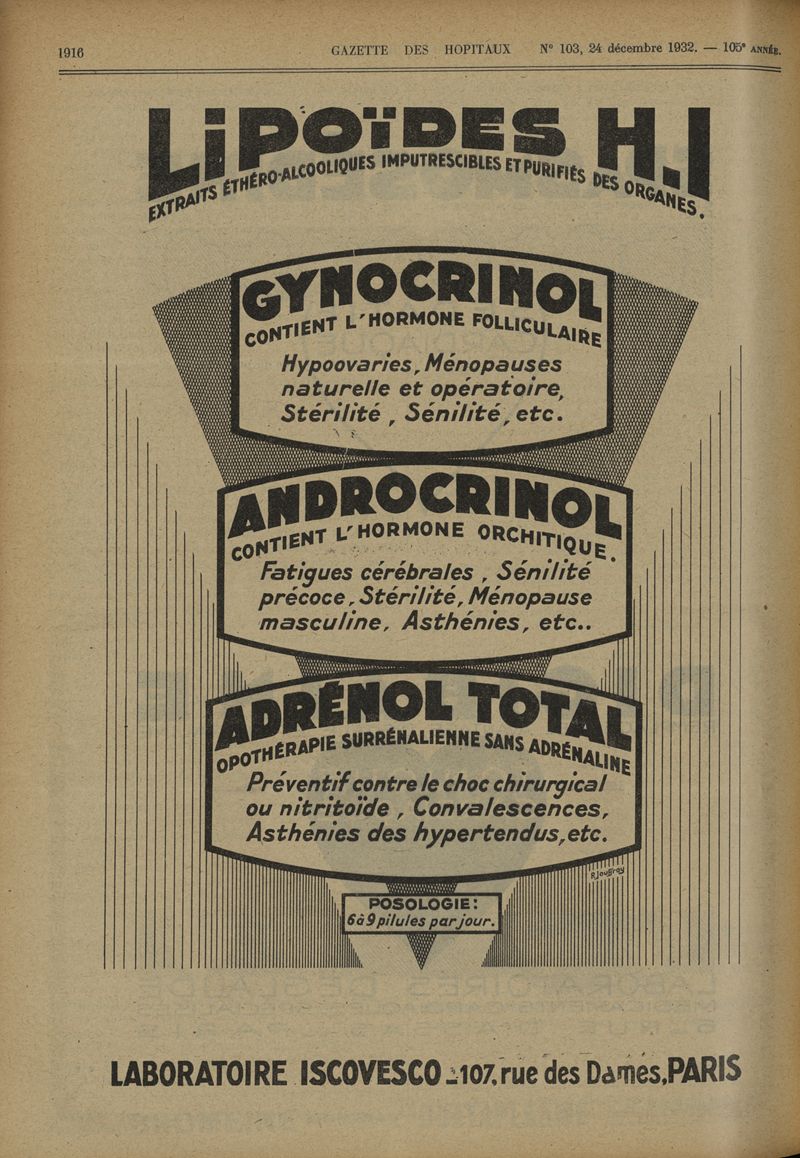 1916 GAZETTE DES HOPITAUX N° 103, 24 décembre 1932. — 105e ANNÉE.
LiPOÏDES H.I
EXTRAITS ÉTHÉRO-ALCOOLIQUES IMPUTRESCIBLES ET PURIFIÉS DES ORGANES.
GYNOCRINOL
CONTIENT L'HORMONE FOLLICULAIRE
Hypoovaries, Ménopauses
naturelle et opératoire,
Stérilité, Sénilité, etc.
ANDROCRINOL
CONTIENT L'HORMONE ORCHITIQUE.
Fatigues cérébrales, Sénilité
précoce, Stérilité, Ménopause
masculine, Asthénies, etc..
ADRÉNOL TOTAL
OPOTHÉRAPIE SURRÉNALIENNE SANS ADRÉNALINE
Préventif contre le choc chirurgical
ou nitritoïde, Convalescences,
Asthénies des hypertendus, etc.
R. Jouffroy
POSOLOGIE:
6 à 9 pilules par jour.
LABORATOIRE ISCOVESCO - 107, rue des Dames, PARIS